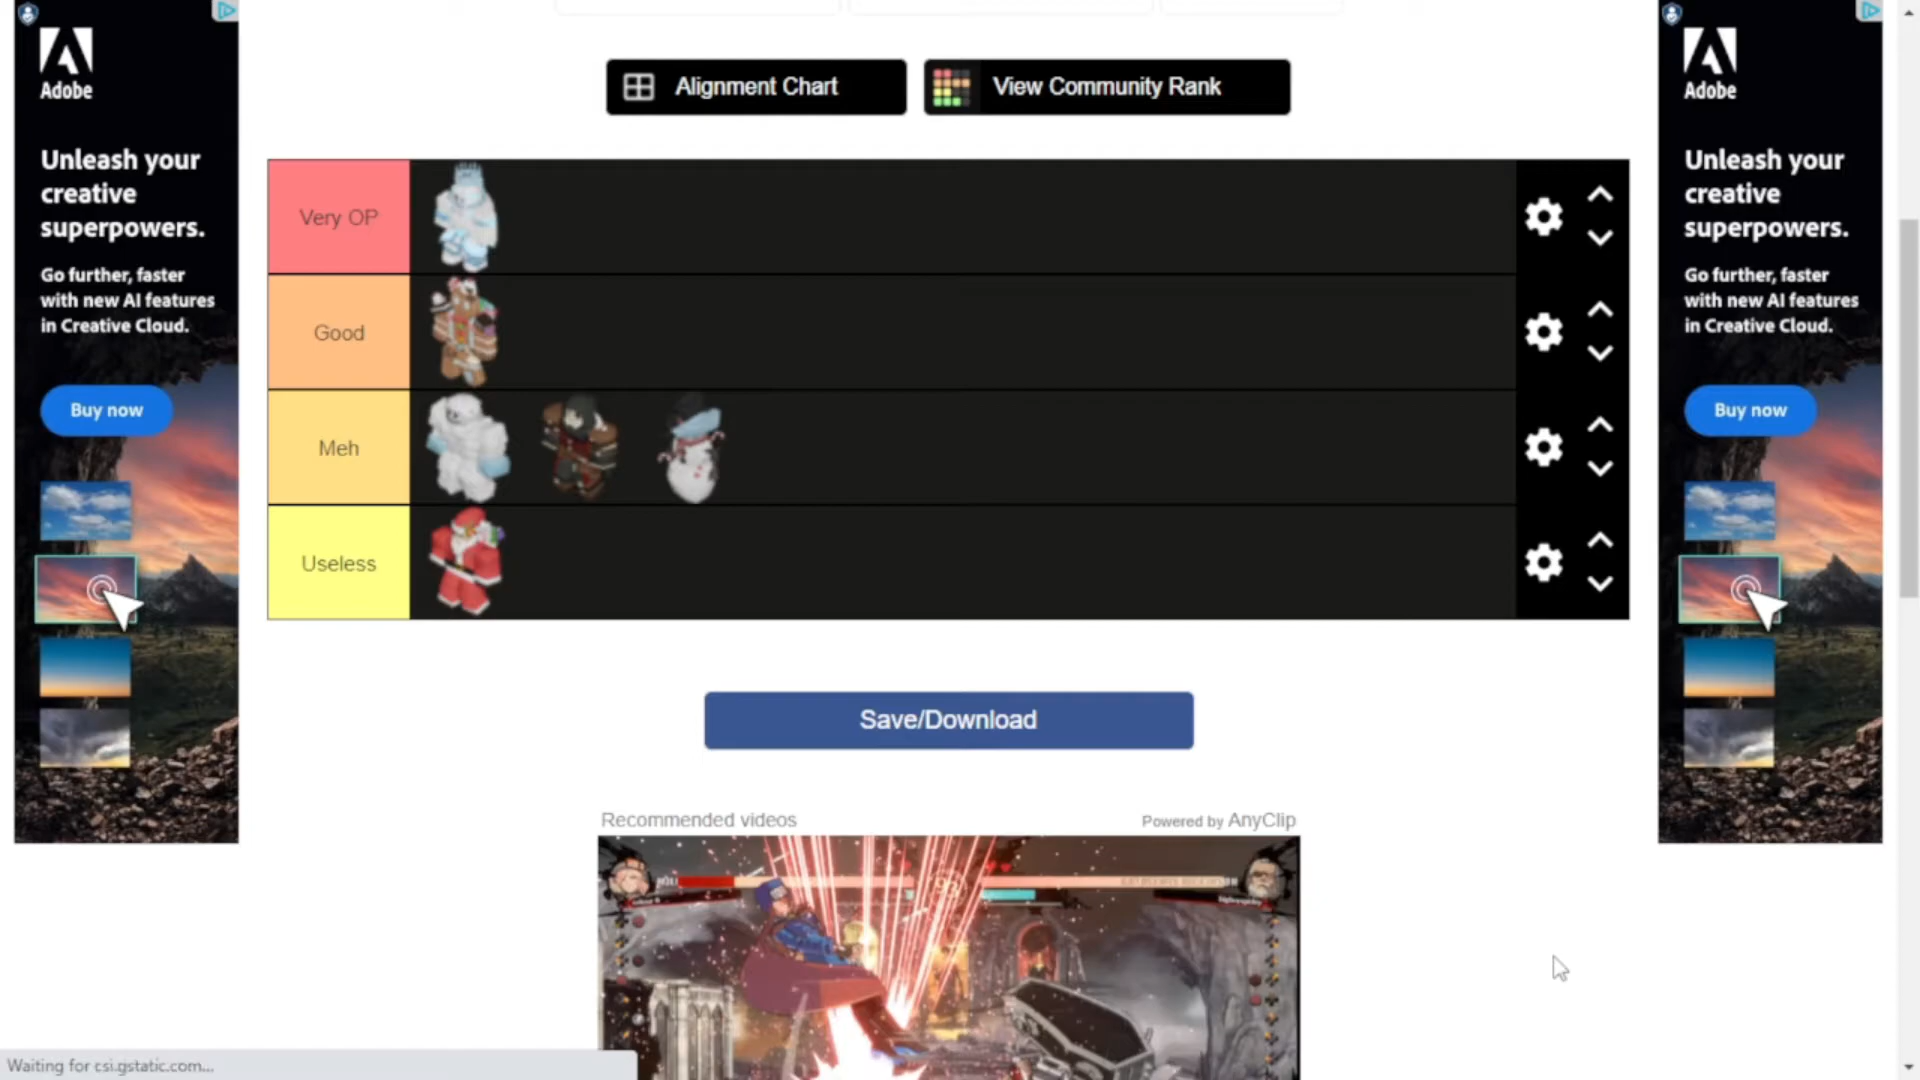 Adobe
Unleash your
creative
superpowers.
Go further, faster
with new AI features
in Creative Cloud.
Buy now
Alignment Chart
View Community Rank
Very OP
Good
Meh
Useless
Save/Download
Recommended videos
Powered by AnyClip
Adobe
Unleash your
creative
superpowers.
Go further, faster
with new AI features
in Creative Cloud.
Buy now
Waiting for csi.gstatic.com...